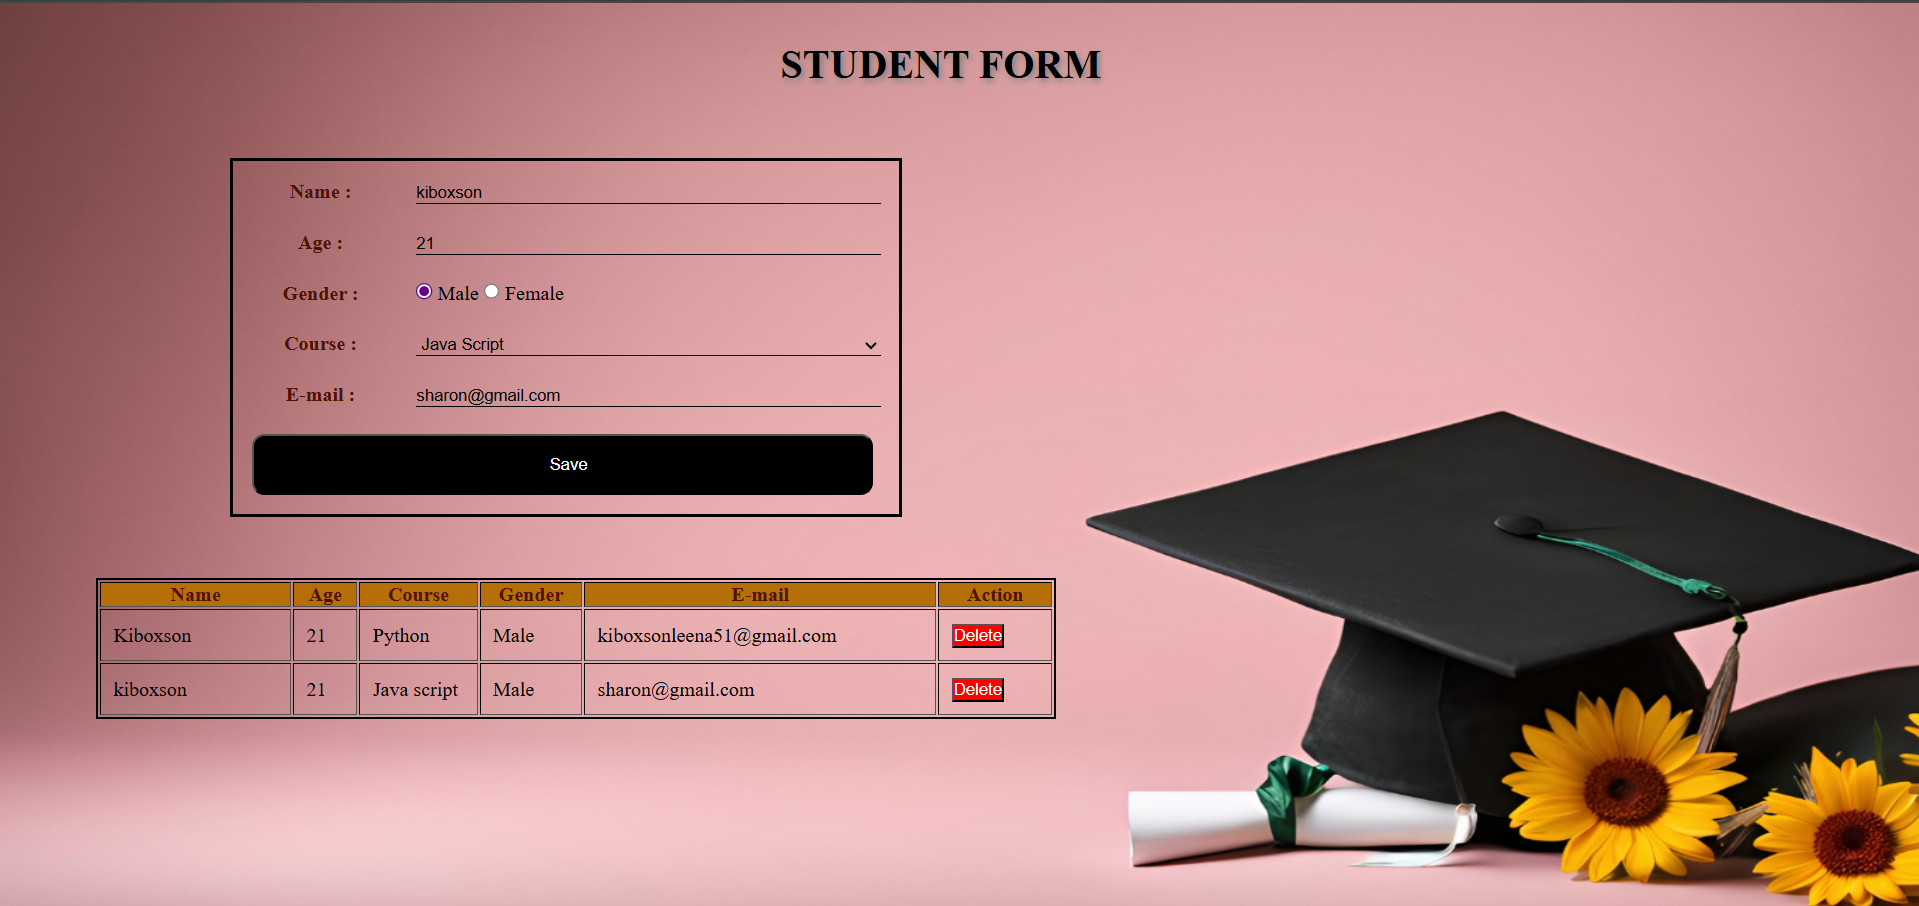 STUDENT FORM
Name : kiboxson
Age : 21
Gender : Male Female
Course : Java Script
E-mail : sharon@gmail.com
Save
Name Age Course Gender E-mail Action
Kiboxson 21 Python Male kiboxsonleena51@gmail.com Delete
kiboxson 21 Java script Male sharon@gmail.com Delete